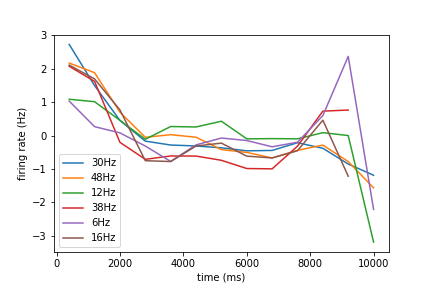 3
2
1
0
−1
−2
−3
firing rate (Hz)
30Hz
48Hz
12Hz
38Hz
6Hz
16Hz
0 2000 4000 6000 8000 10000
time (ms)